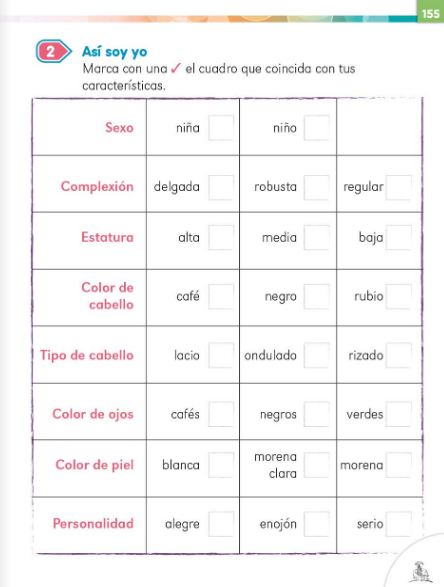 155
2 Así soy yo
Marca con una ✓ el cuadro que coincida con tus
características.
Sexo niña niño
Complexión delgada robusta regular
Estatura alta media baja
Color de
cabello
café negro rubio
Tipo de cabello lacio ondulado rizado
Color de ojos cafés negros verdes
Color de piel blanca
morena
clara
morena
Personalidad alegre enojón serio